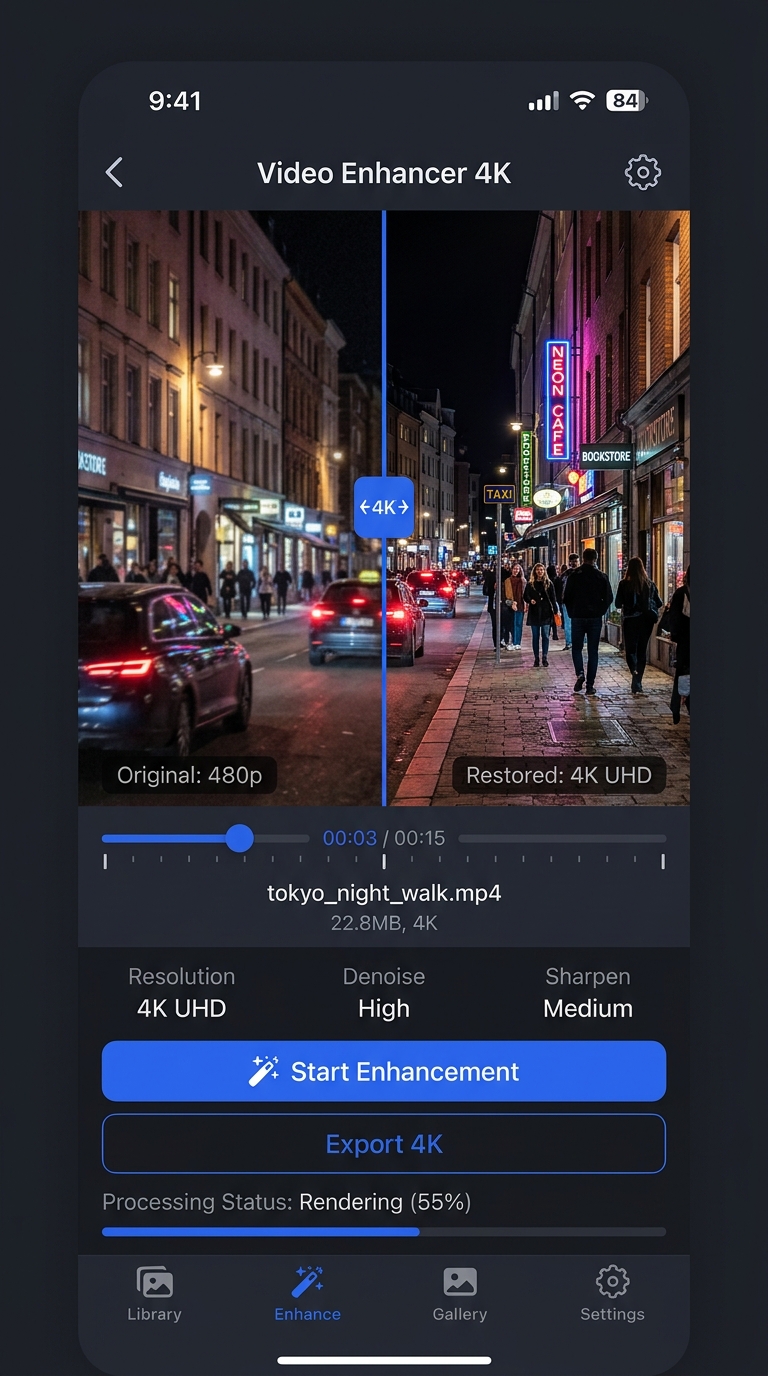 9:41
84
Video Enhancer 4K
NEON CAFE
BOOKSTORE
TAXI
←4K→
Original: 480p
Restored: 4K UHD
00:03 / 00:15
tokyo_night_walk.mp4
22.8MB, 4K
Resolution
Denoise
Sharpen
4K UHD
High
Medium
Start Enhancement
Export 4K
Processing Status: Rendering (55%)
Library
Enhance
Gallery
Settings